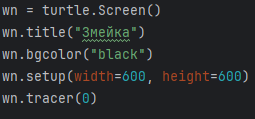 wn = turtle.Screen()
wn.title("Змейка")
wn.bgcolor("black")
wn.setup(width=600, height=600)
wn.tracer(0)